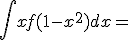 ∫xf(1−x²)dx =